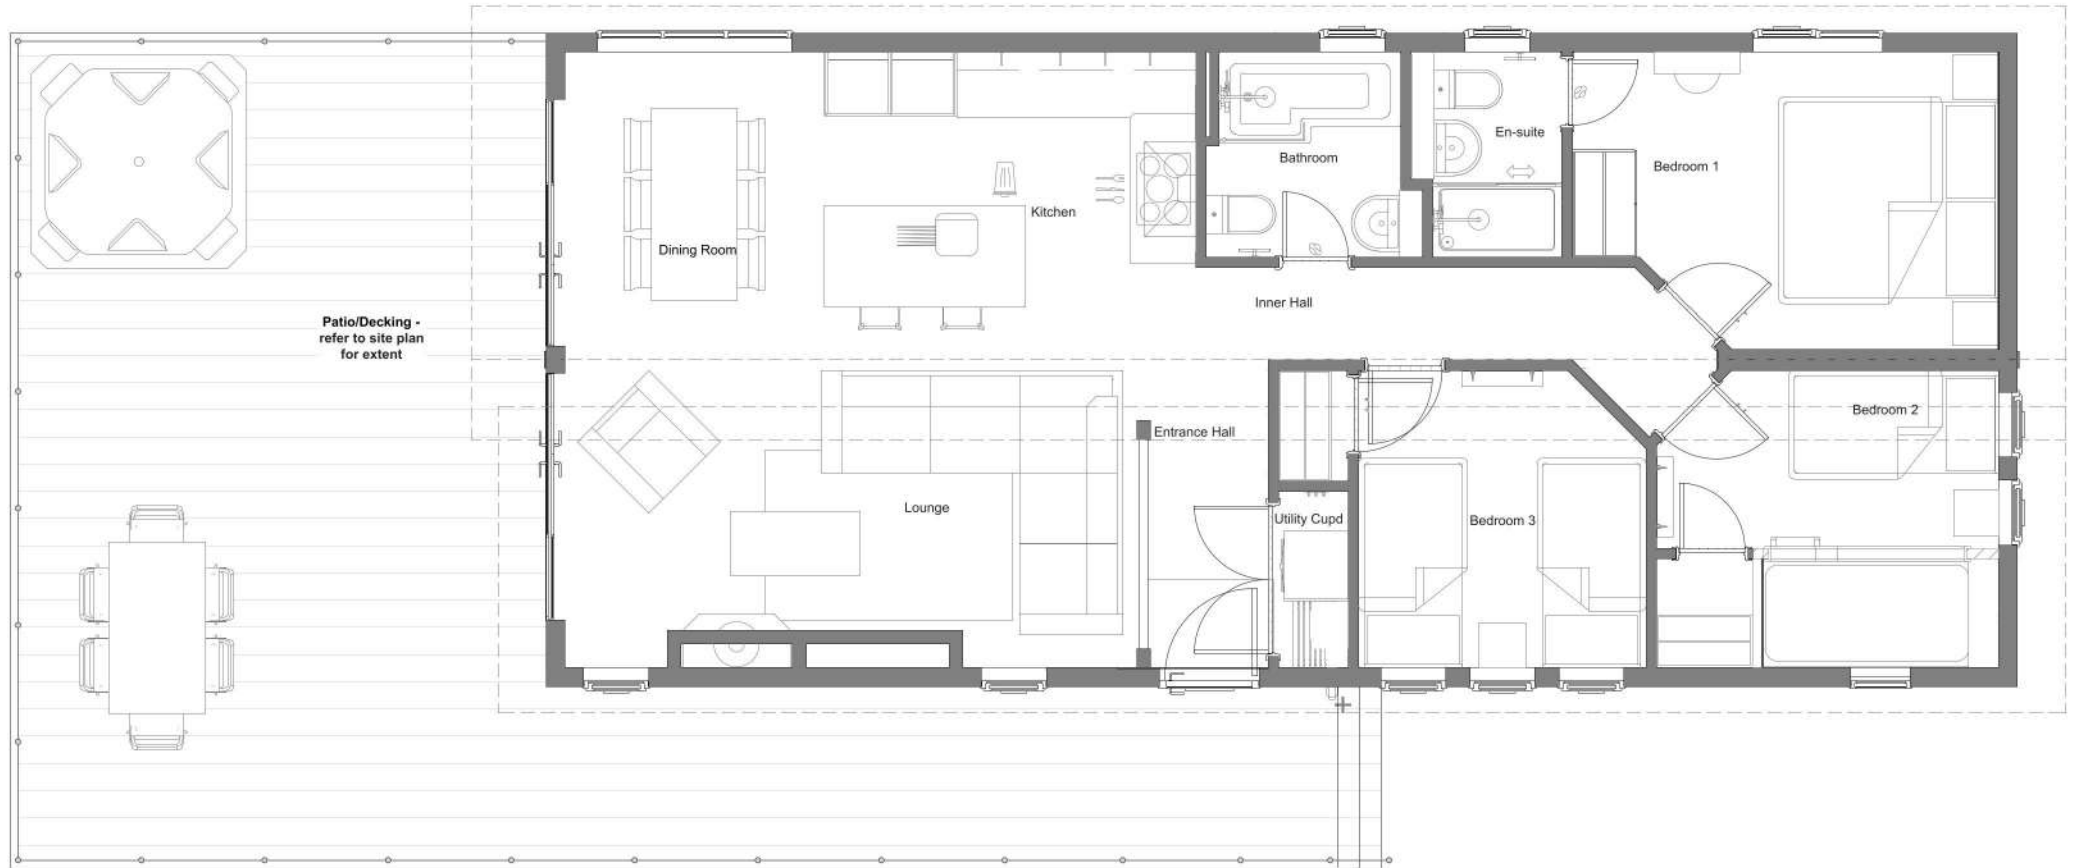 En-suite
Bathroom
Bedroom 1
Kitchen
Dining Room
Inner Hall
Patio/Decking -
refer to site plan
for extent
Bedroom 2
Entrance Hall
Lounge
Utility Cupd
Bedroom 3